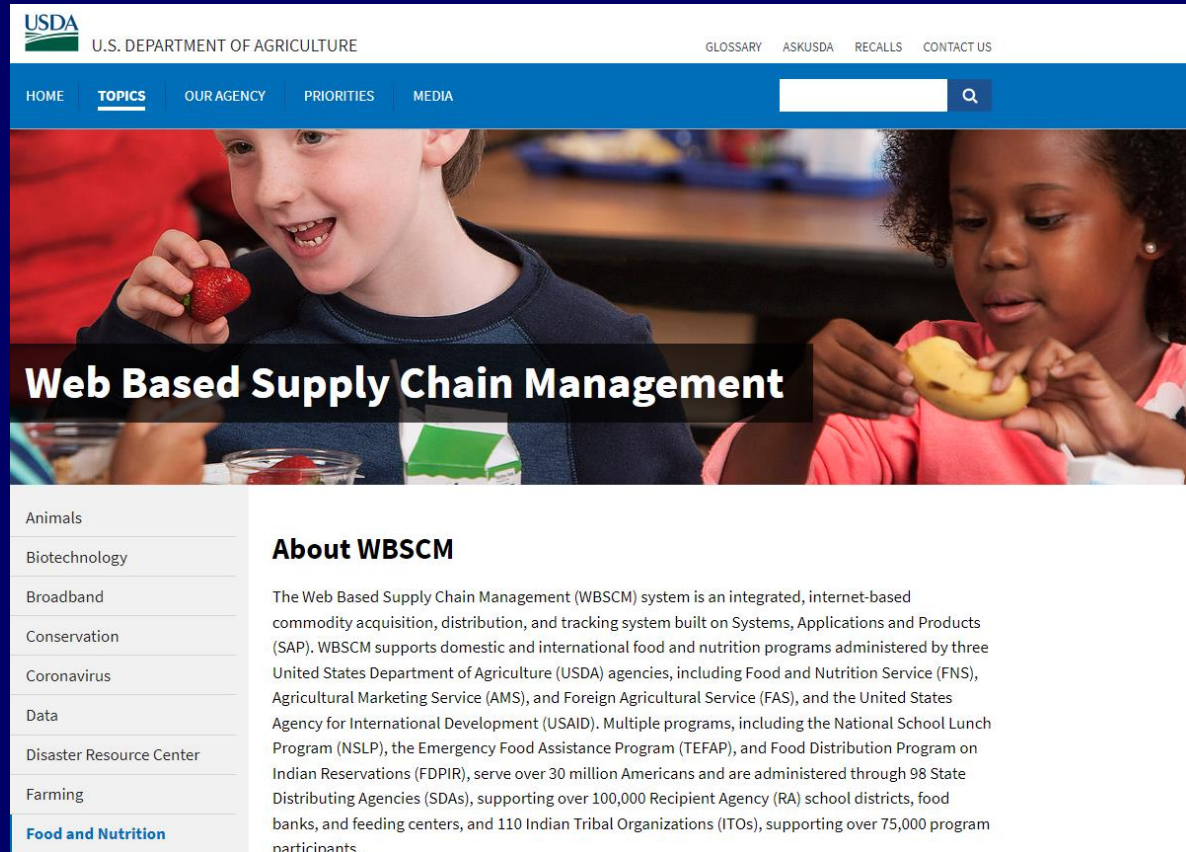 USDA
U.S. DEPARTMENT OF AGRICULTURE
GLOSSARY ASKUSDA RECALLS CONTACT US
HOME TOPICS OUR AGENCY PRIORITIES MEDIA
Web Based Supply Chain Management
Animals
Biotechnology
Broadband
Conservation
Coronavirus
Data
Disaster Resource Center
Farming
Food and Nutrition
About WBSCM
The Web Based Supply Chain Management (WBSCM) system is an integrated, internet-based
commodity acquisition, distribution, and tracking system built on Systems, Applications and Products
(SAP). WBSCM supports domestic and international food and nutrition programs administered by three
United States Department of Agriculture (USDA) agencies, including Food and Nutrition Service (FNS),
Agricultural Marketing Service (AMS), and Foreign Agricultural Service (FAS), and the United States
Agency for International Development (USAID). Multiple programs, including the National School Lunch
Program (NSLP), the Emergency Food Assistance Program (TEFAP), and Food Distribution Program on
Indian Reservations (FDPIR), serve over 30 million Americans and are administered through 98 State
Distributing Agencies (SDAs), supporting over 100,000 Recipient Agency (RA) school districts, food
banks, and feeding centers, and 110 Indian Tribal Organizations (ITOs), supporting over 75,000 program
participants.